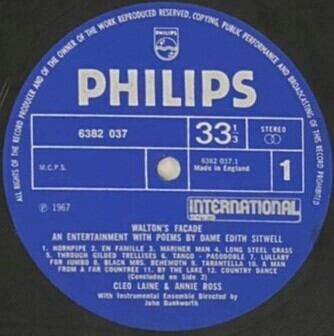 ALL RIGHTS OF THE RECORD PRODUCER AND OF THE OWNER OF THE WORK REPRODUCED RESERVED. COPYING, PUBLIC PERFORMANCE AND BROADCASTING OF THIS RECORD PROHIBITED
PHILIPS
PHILIPS
6382 037
33⅓
STEREO
M.C.P.S.
6382 037.1
Made in England
1
℗ 1967
INTERNATIONAL
WALTON'S FACADE
AN ENTERTAINMENT WITH POEMS BY DAME EDITH SITWELL
1. HORNPIPE 2. EN FAMILLE 3. MARINER MAN 4. LONG STEEL GRASS
5. THROUGH GILDED TRELLISES 6. TANGO - PASODOBLE 7. LULLABY
FOR JUMBO 8. BLACK MRS. BEHEMOTH 9. TARANTELLA 10. A MAN
FROM A FAR COUNTREE 11. BY THE LAKE 12. COUNTRY DANCE
(Concluded on Side 2)
CLEO LAINE & ANNIE ROSS
With Instrumental Ensemble Directed by
John Dankworth